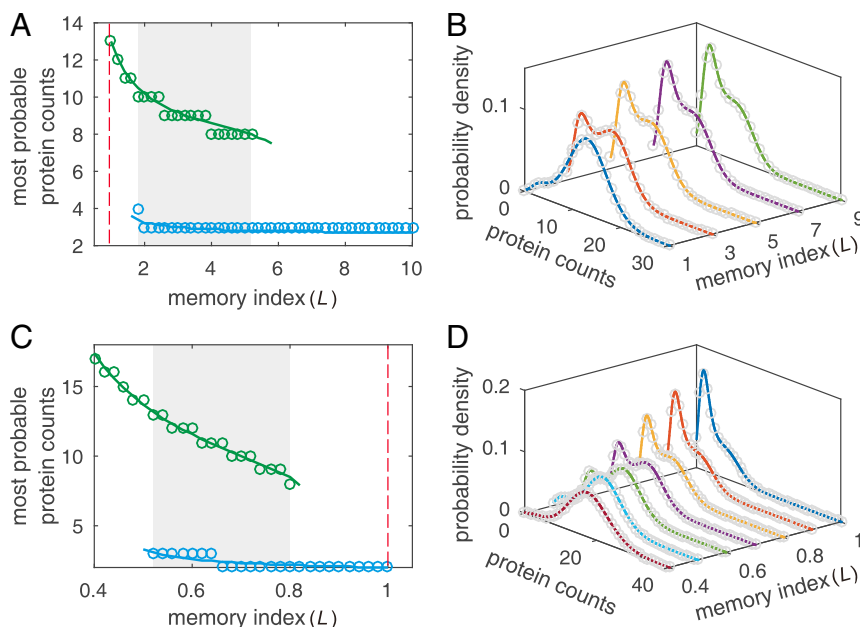 A
14
12
10
8
6
4
2
most probable
protein counts
2
4
6
8
10
memory index (L)
B
0.1
0
probability density
0
10
20
30
protein counts
1
3
5
7
9
memory index (L)
C
15
10
5
most probable
protein counts
0.4
0.6
0.8
1
memory index (L)
D
0.2
0.1
0
probability density
0
20
40
protein counts
0.4
0.6
0.8
1
memory index (L)